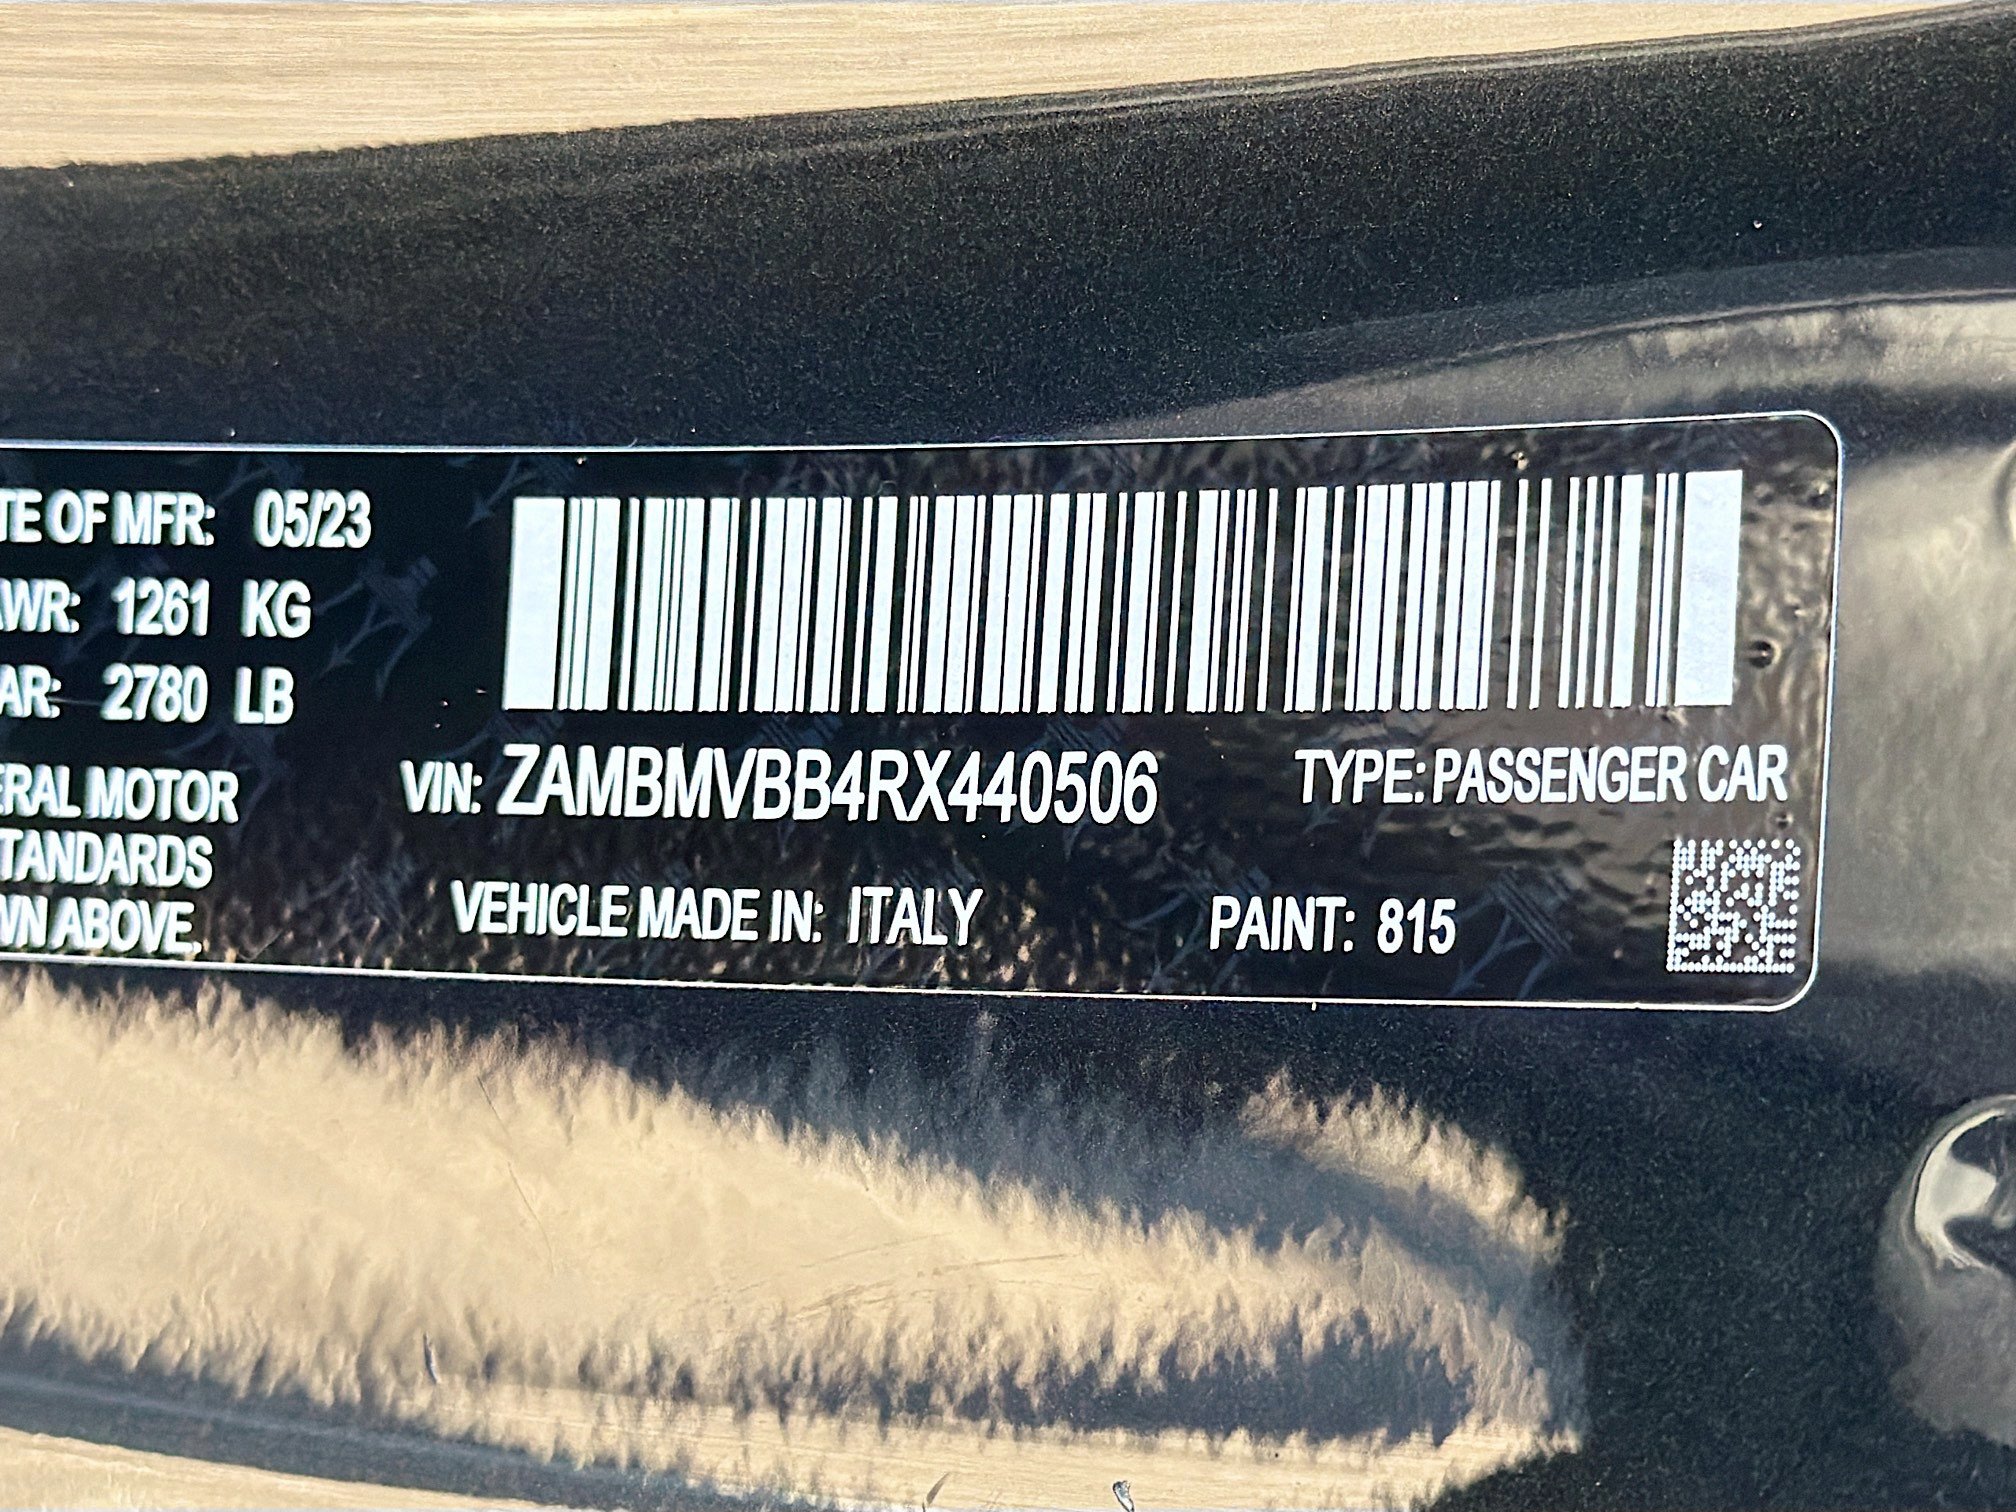 TE OF MFR: 05/23
AWR: 1261 KG
AR: 2780 LB
ERAL MOTOR
TANDARDS
WN ABOVE.
VIN: ZAMBMVBB4RX440506 TYPE: PASSENGER CAR
VEHICLE MADE IN: ITALY PAINT: 815